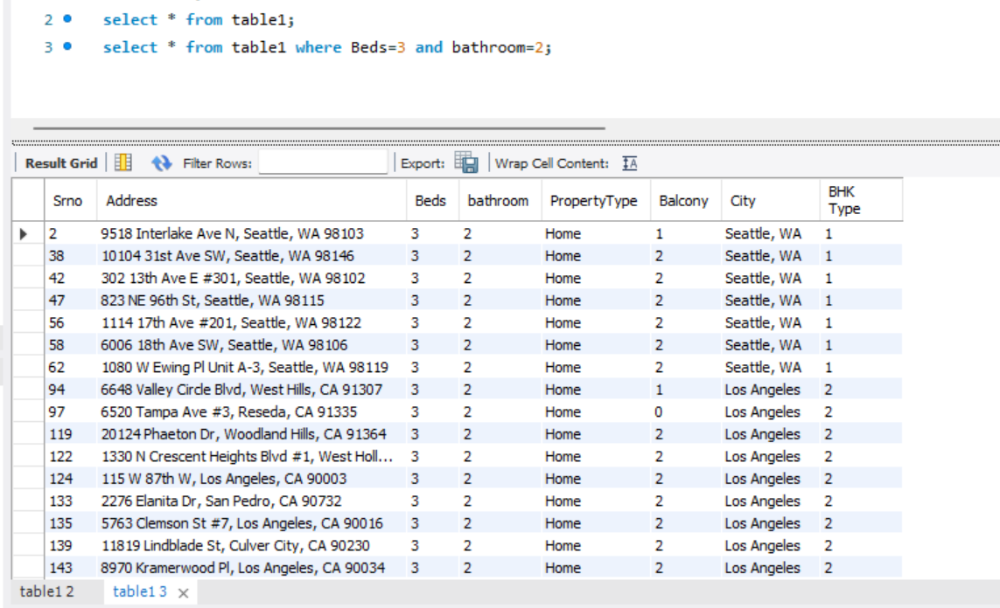 2 select * from table1;
3 select * from table1 where Beds=3 and bathroom=2;
Result Grid Filter Rows: Export: Wrap Cell Content: IA
Srno Address Beds bathroom PropertyType Balcony City BHK Type
2 9518 Interlake Ave N, Seattle, WA 98103 3 2 Home 1 Seattle, WA 1
38 10104 31st Ave SW, Seattle, WA 98146 3 2 Home 2 Seattle, WA 1
42 302 13th Ave E #301, Seattle, WA 98102 3 2 Home 2 Seattle, WA 1
47 823 NE 96th St, Seattle, WA 98115 3 2 Home 2 Seattle, WA 1
56 1114 17th Ave #201, Seattle, WA 98122 3 2 Home 2 Seattle, WA 1
58 6006 18th Ave SW, Seattle, WA 98106 3 2 Home 2 Seattle, WA 1
62 1080 W Ewing Pl Unit A-3, Seattle, WA 98119 3 2 Home 2 Seattle, WA 1
94 6648 Valley Circle Blvd, West Hills, CA 91307 3 2 Home 1 Los Angeles 2
97 6520 Tampa Ave #3, Reseda, CA 91335 3 2 Home 0 Los Angeles 2
119 20124 Phaeton Dr, Woodland Hills, CA 91364 3 2 Home 2 Los Angeles 2
122 1330 N Crescent Heights Blvd #1, West Holl... 3 2 Home 2 Los Angeles 2
124 115 W 87th W, Los Angeles, CA 90003 3 2 Home 2 Los Angeles 2
133 2276 Elanita Dr, San Pedro, CA 90732 3 2 Home 2 Los Angeles 2
135 5763 Clemson St #7, Los Angeles, CA 90016 3 2 Home 2 Los Angeles 2
139 11819 Lindblade St, Culver City, CA 90230 3 2 Home 2 Los Angeles 2
143 8970 Kramerwood Pl, Los Angeles, CA 90034 3 2 Home 2 Los Angeles 2
table1 2 table1 3